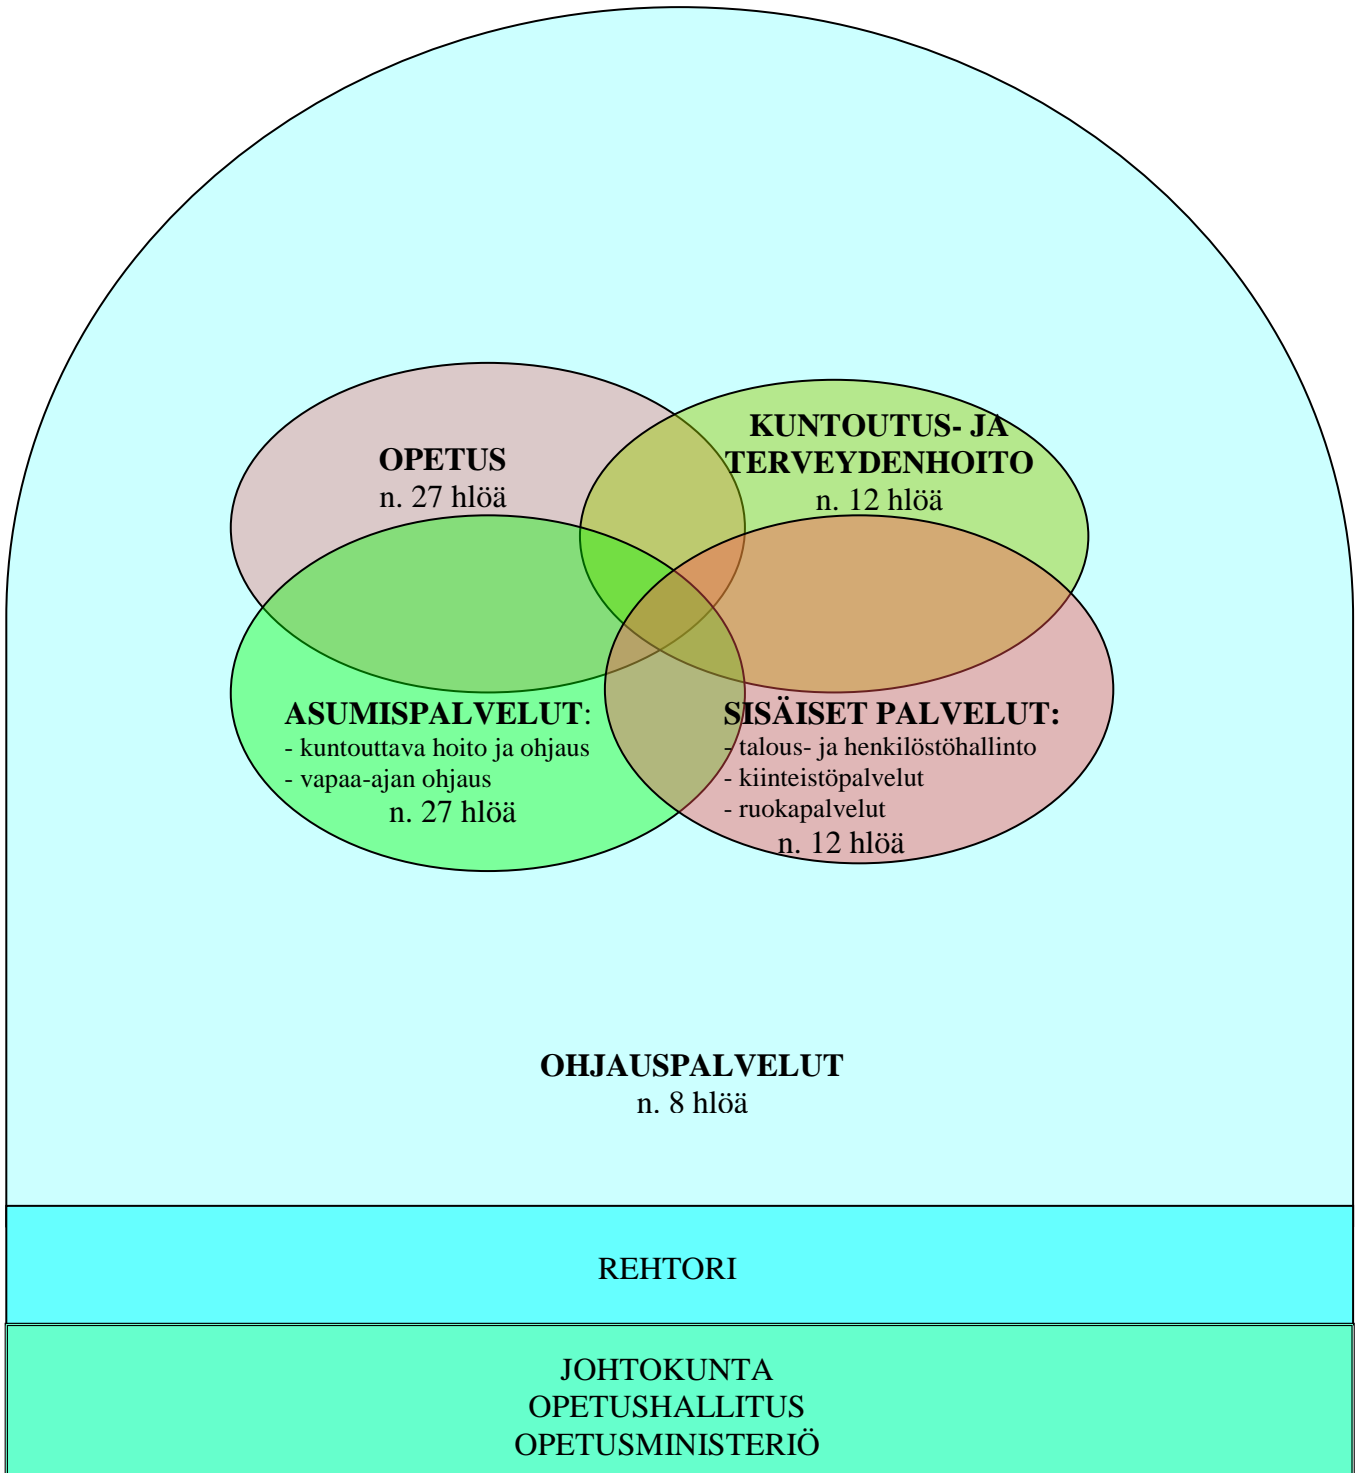 OPETUS
n. 27 hlöä
KUNTOUTUS- JA
TERVEYDENHOITO
n. 12 hlöä
ASUMISPALVELUT:
- kuntouttava hoito ja ohjaus
- vapaa-ajan ohjaus
n. 27 hlöä
SISÄISET PALVELUT:
- talous- ja henkilöstöhallinto
- kiinteistöpalvelut
- ruokapalvelut
n. 12 hlöä
OHJAUSPALVELUT
n. 8 hlöä
REHTORI
JOHTOKUNTA
OPETUSHALLITUS
OPETUSMINISTERIÖ